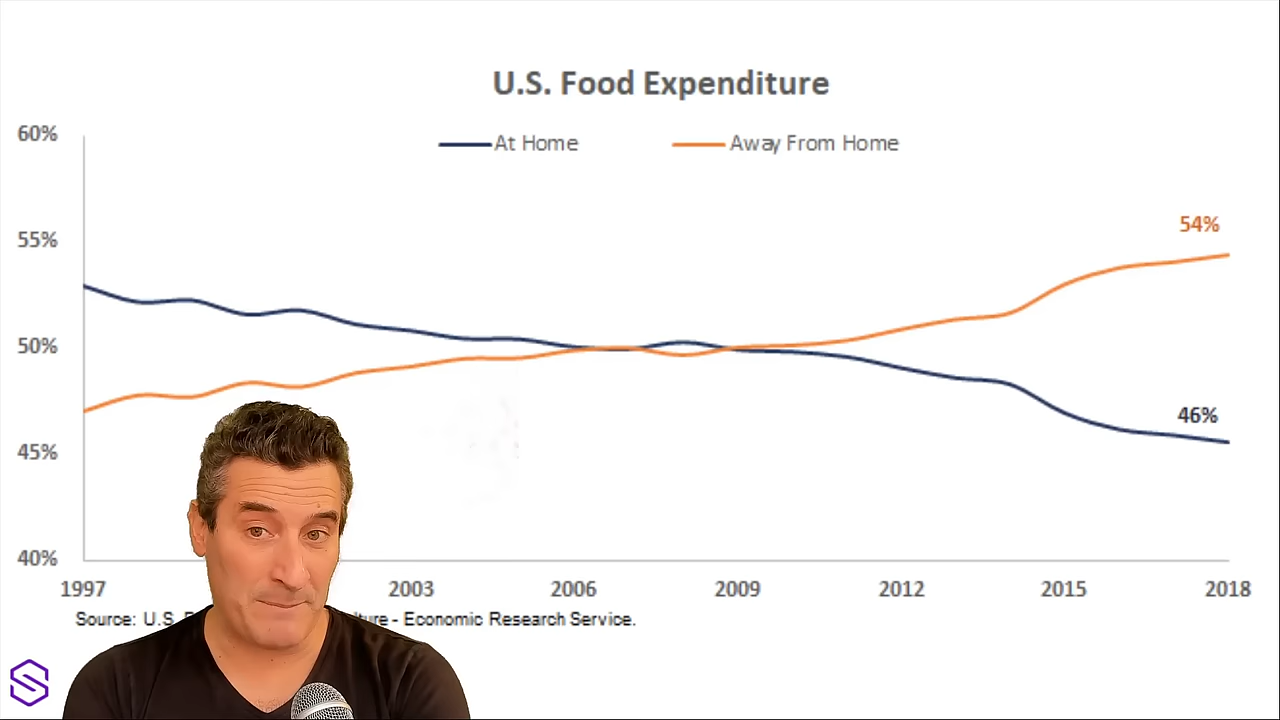 U.S. Food Expenditure
At Home Away From Home
60%
55%
50%
45%
40%
54%
46%
1997 2003 2006 2009 2012 2015 2018
Source: U.S. - Economic Research Service.